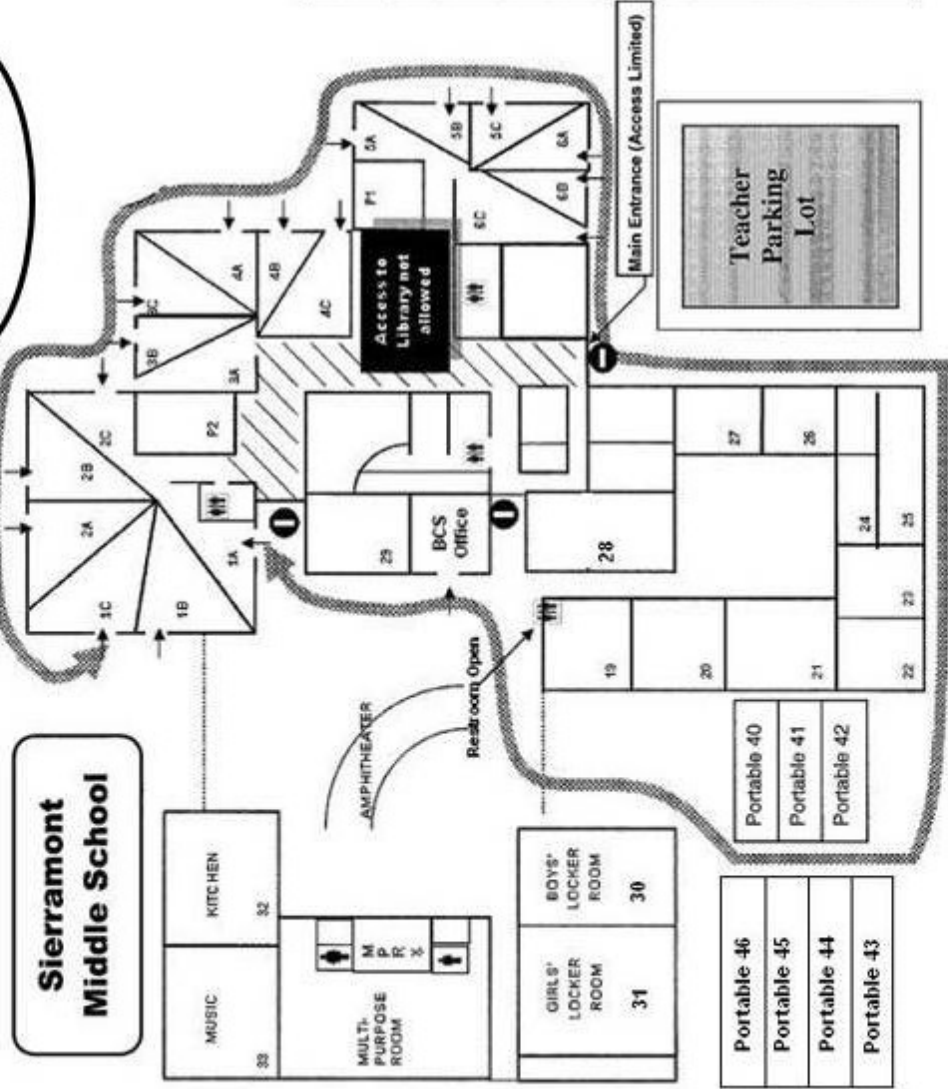 Sierramont
Middle School
MUSIC
33
KITCHEN
32
MULTI-
PURPOSE
ROOM
M
P
R
X
GIRLS'
LOCKER
ROOM
31
BOYS'
LOCKER
ROOM
30
Portable 46
Portable 45
Portable 44
Portable 43
Portable 40
Portable 41
Portable 42
AMPHITHEATER
Restroom Open
1C
1B
1A
2A
2B
2C
P2
3A
3B
3C
4A
4B
4C
P1
5A
5B
5C
6A
6B
6C
Access to
Library not
allowed
29
BCS
Office
28
19
20
21
22
23
24
25
26
27
Main Entrance (Access Limited)
Teacher
Parking
Lot